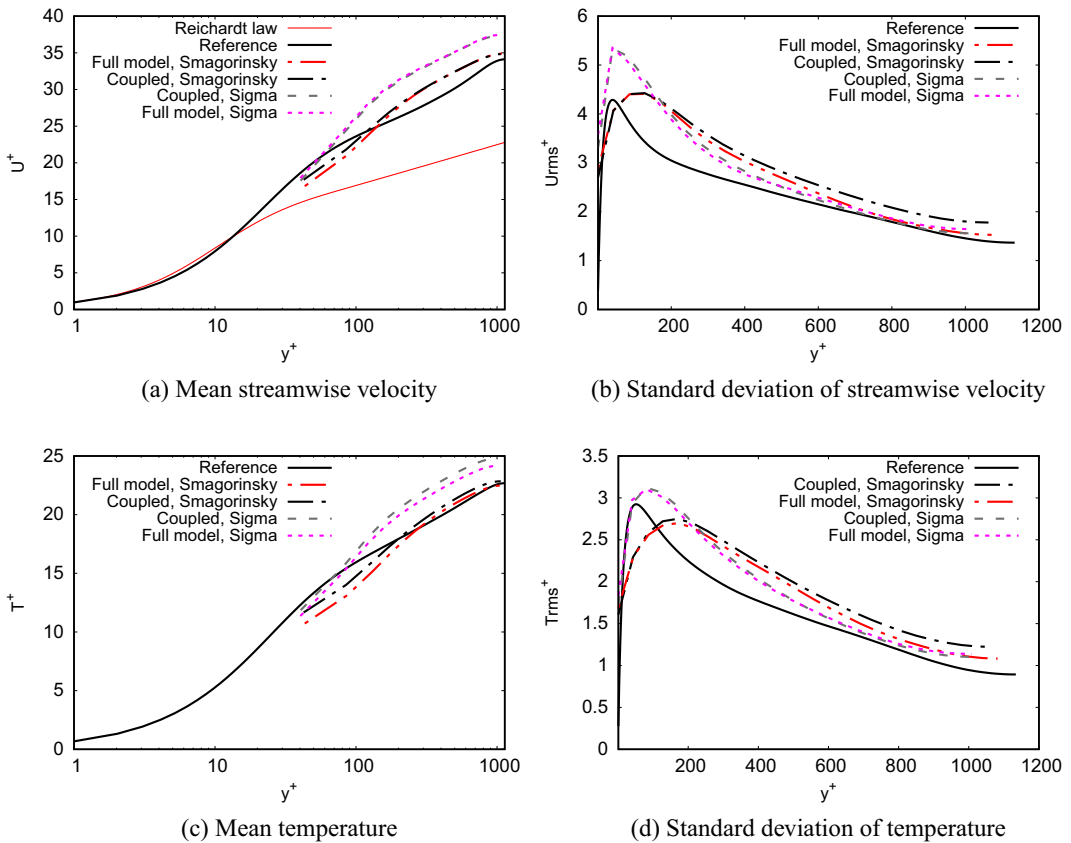 Reichardt law
Reference
Full model, Smagorinsky
Coupled, Smagorinsky
Coupled, Sigma
Full model, Sigma
40
35
30
25
20
15
10
5
0
U+
1 10 100 1000
y+
(a) Mean streamwise velocity
Reference
Full model, Smagorinsky
Coupled, Smagorinsky
Coupled, Sigma
Full model, Sigma
6
5
4
3
2
1
0
Urms+
0 200 400 600 800 1000 1200
y+
(b) Standard deviation of streamwise velocity
Reference
Full model, Smagorinsky
Coupled, Smagorinsky
Coupled, Sigma
Full model, Sigma
25
20
15
10
5
0
T+
1 10 100 1000
y+
(c) Mean temperature
Reference
Coupled, Smagorinsky
Full model, Smagorinsky
Coupled, Sigma
Full model, Sigma
3.5
3
2.5
2
1.5
1
0.5
0
Trms+
200 400 600 800 1000 1200
y+
(d) Standard deviation of temperature